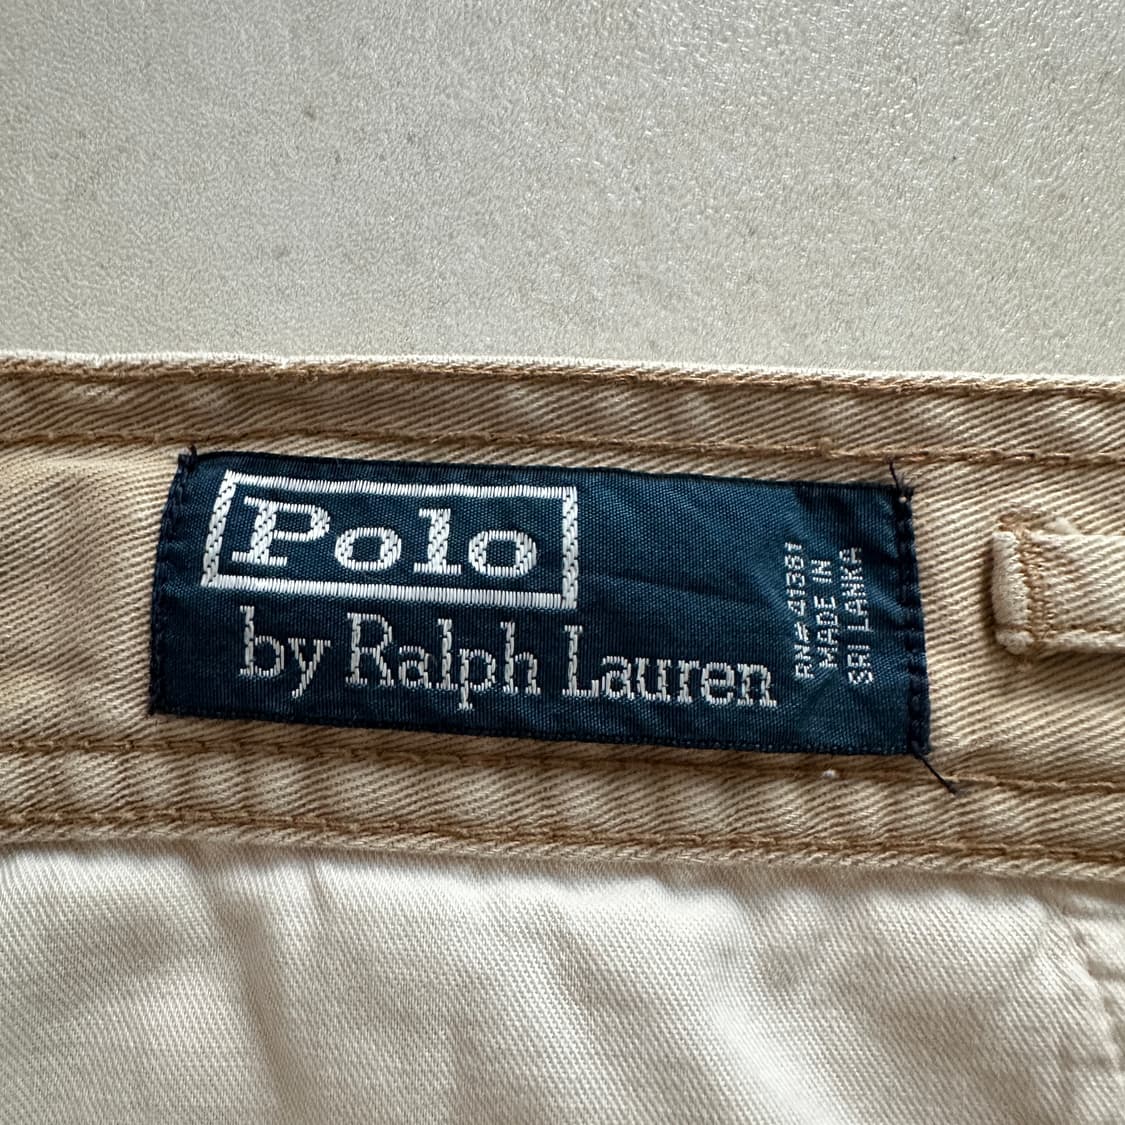 Polo
by Ralph Lauren
RN# 41381
MADE IN
SRI LANKA